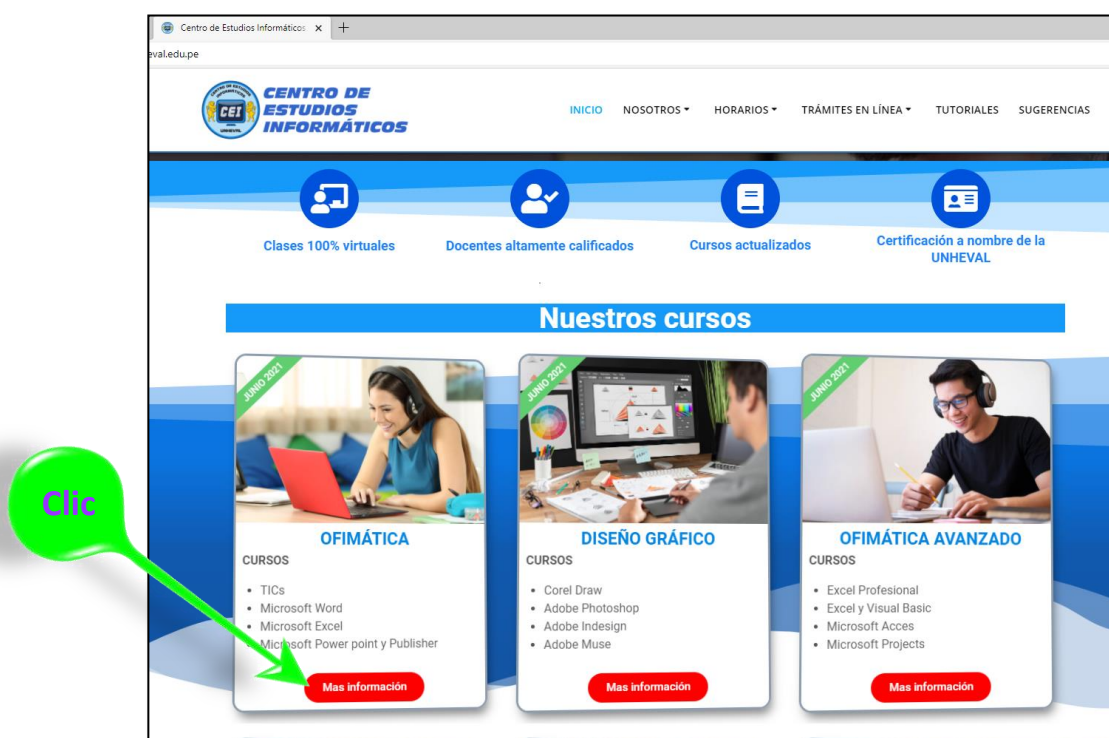 Centro de Estudios Informáticos
eval.edu.pe
CEI
UNHEVAL
CENTRO DE
ESTUDIOS
INFORMÁTICOS
INICIO NOSOTROS HORARIOS TRÁMITES EN LÍNEA TUTORIALES SUGERENCIAS
Clases 100% virtuales
Docentes altamente calificados
Cursos actualizados
Certificación a nombre de la
UNHEVAL
Nuestros cursos
JUNIO 2021
OFIMÁTICA
CURSOS
• TICs
• Microsoft Word
• Microsoft Excel
• Microsoft Power point y Publisher
Mas información
JUNIO 2021
DISEÑO GRÁFICO
CURSOS
• Corel Draw
• Adobe Photoshop
• Adobe Indesign
• Adobe Muse
Mas información
JUNIO 2021
OFIMÁTICA AVANZADO
CURSOS
• Excel Profesional
• Excel y Visual Basic
• Microsoft Acces
• Microsoft Projects
Mas información
Clic